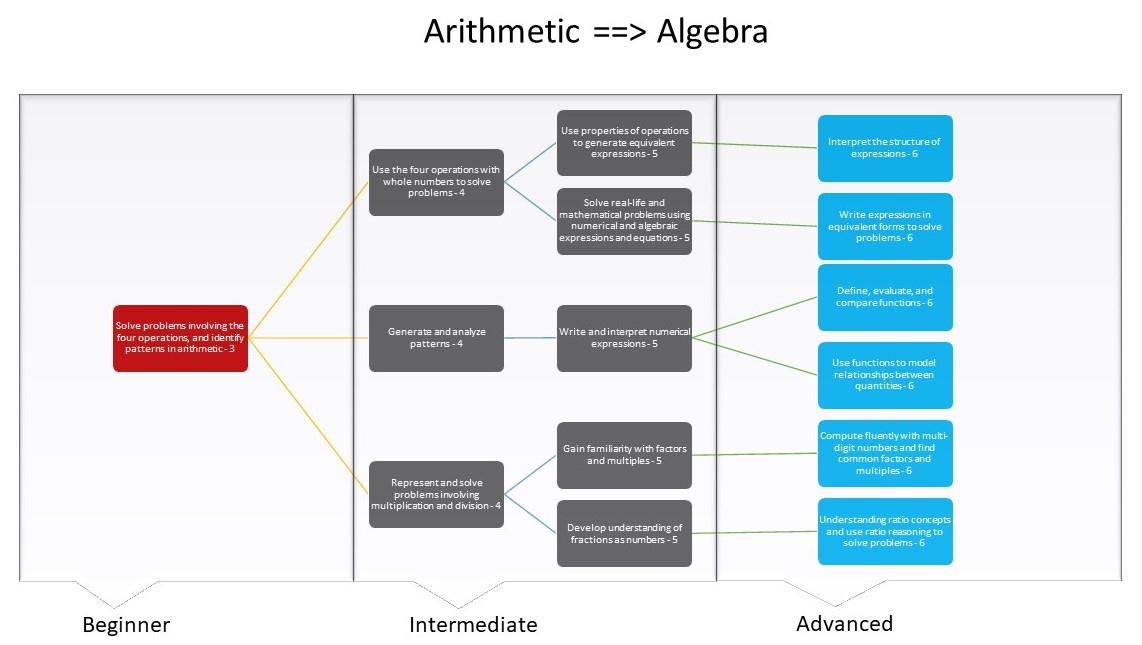 Arithmetic ==> Algebra
Solve problems involving the
four operations, and identify
patterns in arithmetic - 3
Use the four operations with
whole numbers to solve
problems - 4
Generate and analyze
patterns - 4
Represent and solve
problems involving
multiplication and division - 4
Use properties of operations
to generate equivalent
expressions - 5
Solve real-life and
mathematical problems using
numerical and algebraic
expressions and equations - 5
Write and interpret numerical
expressions - 5
Gain familiarity with factors
and multiples - 5
Develop understanding of
fractions as numbers - 5
Interpret the structure of
expressions - 6
Write expressions in
equivalent forms to solve
problems - 6
Define, evaluate, and
compare functions - 6
Use functions to model
relationships between
quantities - 6
Compute fluently with multi-
digit numbers and find
common factors and
multiples - 6
Understanding ratio concepts
and use ratio reasoning to
solve problems - 6
Beginner
Intermediate
Advanced